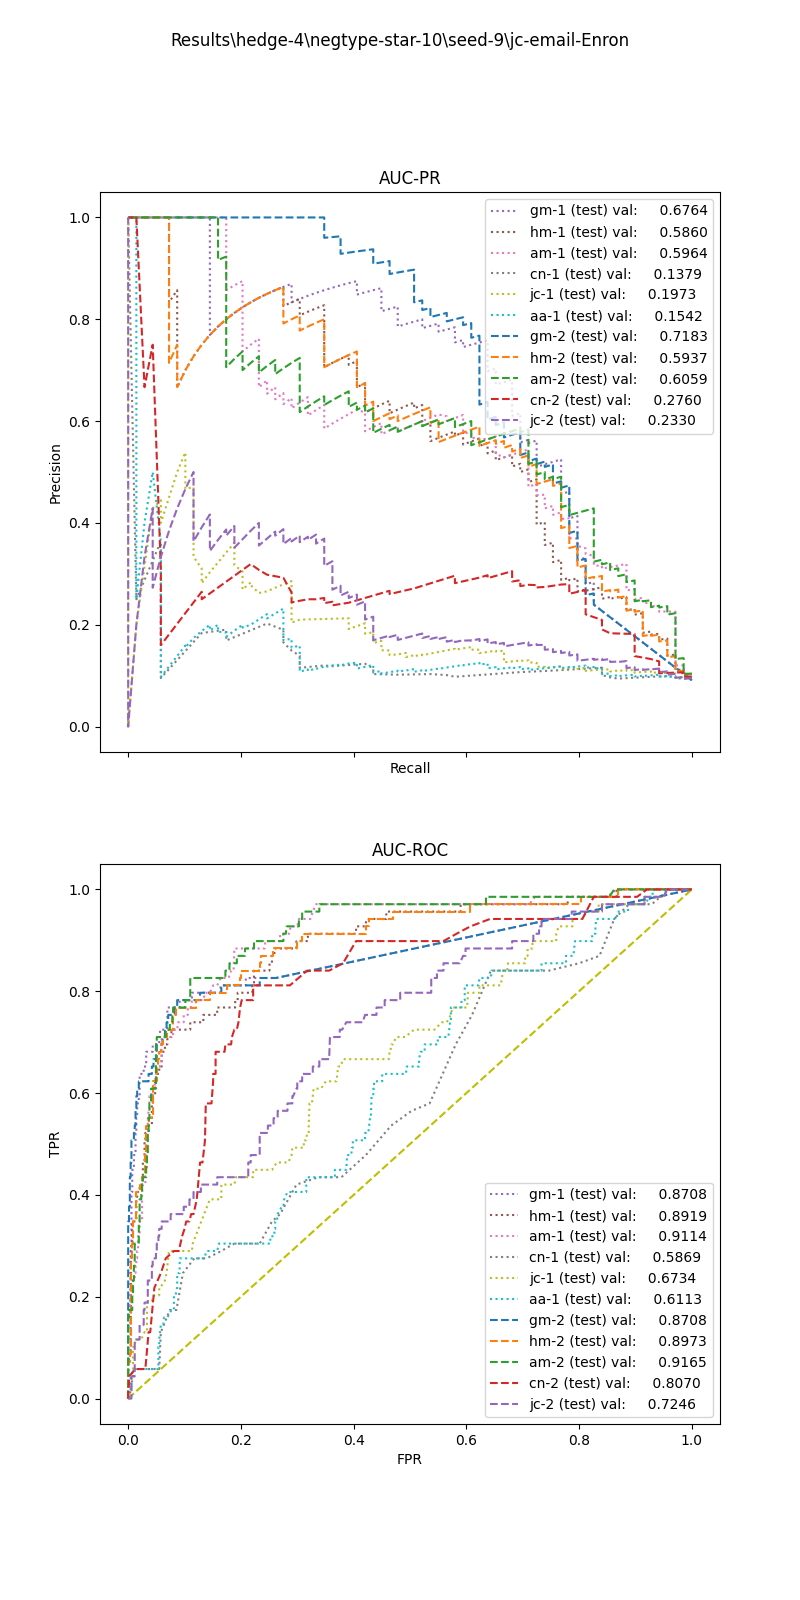 Results\hedge-4\negtype-star-10\seed-9\jc-email-Enron
AUC-PR
1.0
0.8
0.6
0.4
0.2
0.0
Precision
Recall
gm-1 (test) val: 0.6764
hm-1 (test) val: 0.5860
am-1 (test) val: 0.5964
cn-1 (test) val: 0.1379
jc-1 (test) val: 0.1973
aa-1 (test) val: 0.1542
gm-2 (test) val: 0.7183
hm-2 (test) val: 0.5937
am-2 (test) val: 0.6059
cn-2 (test) val: 0.2760
jc-2 (test) val: 0.2330
AUC-ROC
1.0
0.8
0.6
0.4
0.2
0.0
TPR
gm-1 (test) val: 0.8708
hm-1 (test) val: 0.8919
am-1 (test) val: 0.9114
cn-1 (test) val: 0.5869
jc-1 (test) val: 0.6734
aa-1 (test) val: 0.6113
gm-2 (test) val: 0.8708
hm-2 (test) val: 0.8973
am-2 (test) val: 0.9165
cn-2 (test) val: 0.8070
jc-2 (test) val: 0.7246
0.0 0.2 0.4 0.6 0.8 1.0
FPR